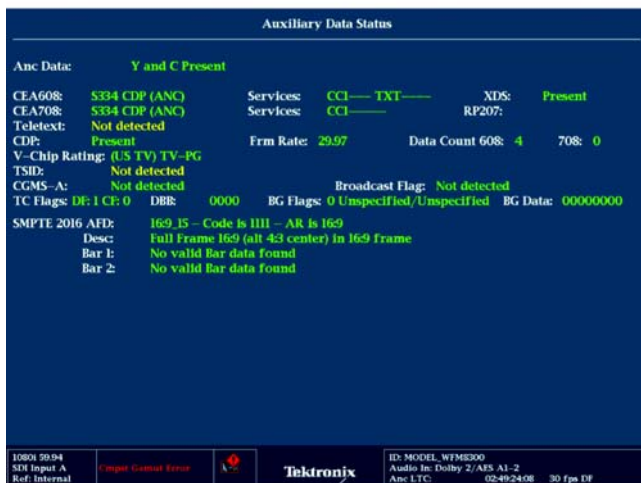 Auxiliary Data Status
Anc Data: Y and C Present
CEA608: S334 CDP (ANC) Services: CC1---- TXT------ XDS: Present
CEA708: S334 CDP (ANC) Services: CC1------ RP207:
Teletext: Not detected
CDP: Present Frm Rate: 29.97 Data Count 608: 4 708: 0
V-Chip Rating: (US TV) TV-PG
TSID: Not detected
CGMS-A: Not detected Broadcast Flag: Not detected
TC Flags: DF: 1 CF: 0 DBB: 0000 BG Flags: 0 Unspecified/Unspecified BG Data: 00000000
SMPTE 2016 AFD: 16:9_15 – Code is 1111 – AR is 16:9
Desc: Full Frame 16:9 (alt 4:3 center) in 16:9 frame
Bar 1: No valid Bar data found
Bar 2: No valid Bar data found
1080i 59.94
SDI Input A
Ref: Internal
Cmpst Gamut Error
Tektronix
ID: MODEL_WFM8300
Audio In: Dolby 2/AES A1-2
Anc LTC: 02:49:24:08 30 fps DF